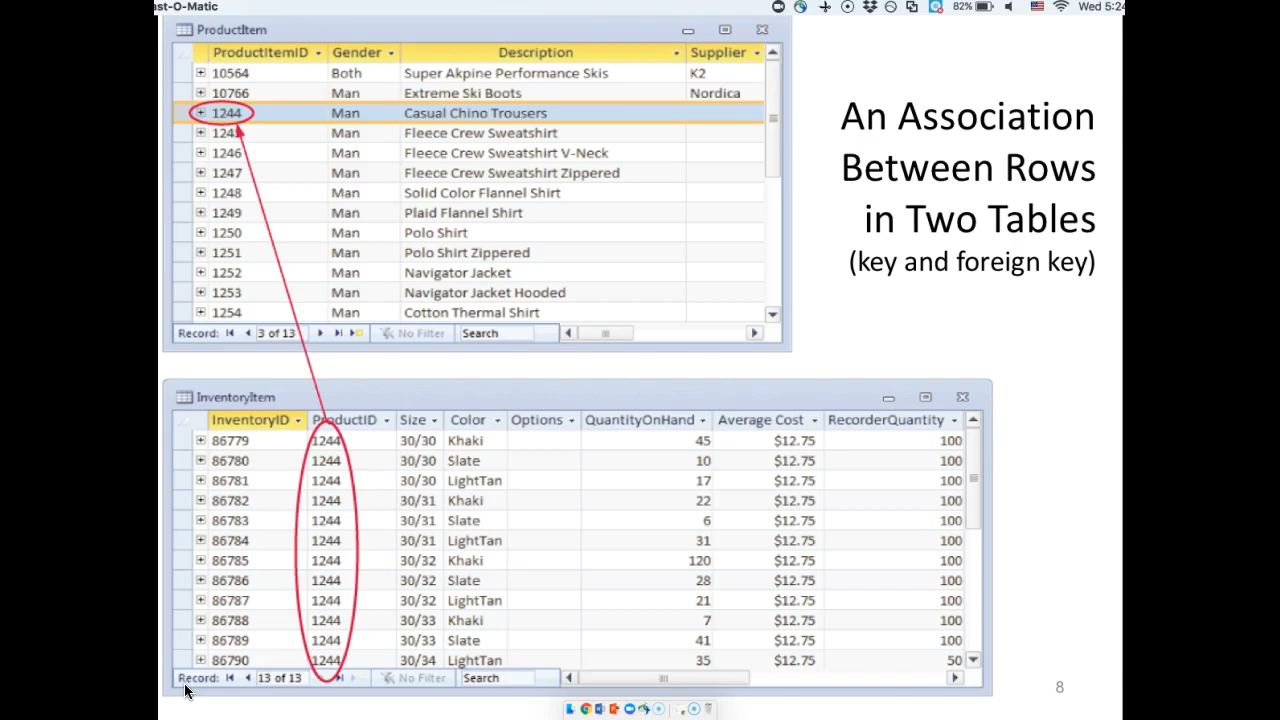 ast-O-Matic 82% Wed 5:24
ProductItem
ProductItemID Gender Description Supplier
10564 Both Super Akpine Performance Skis K2
10766 Man Extreme Ski Boots Nordica
1244 Man Casual Chino Trousers
1245 Man Fleece Crew Sweatshirt
1246 Man Fleece Crew Sweatshirt V-Neck
1247 Man Fleece Crew Sweatshirt Zippered
1248 Man Solid Color Flannel Shirt
1249 Man Plaid Flannel Shirt
1250 Man Polo Shirt
1251 Man Polo Shirt Zippered
1252 Man Navigator Jacket
1253 Man Navigator Jacket Hooded
1254 Man Cotton Thermal Shirt
Record: 3 of 13 No Filter Search
An Association
Between Rows
in Two Tables
(key and foreign key)
InventoryItem
InventoryID ProductID Size Color Options QuantityOnHand Average Cost RecorderQuantity
86779 1244 30/30 Khaki 45 $12.75 100
86780 1244 30/30 Slate 10 $12.75 100
86781 1244 30/30 LightTan 17 $12.75 100
86782 1244 30/31 Khaki 22 $12.75 100
86783 1244 30/31 Slate 6 $12.75 100
86784 1244 30/31 LightTan 31 $12.75 100
86785 1244 30/32 Khaki 120 $12.75 100
86786 1244 30/32 Slate 28 $12.75 100
86787 1244 30/32 LightTan 21 $12.75 100
86788 1244 30/33 Khaki 7 $12.75 100
86789 1244 30/33 Slate 41 $12.75 100
86790 1244 30/34 LightTan 35 $12.75 50
Record: 13 of 13 No Filter Search
8